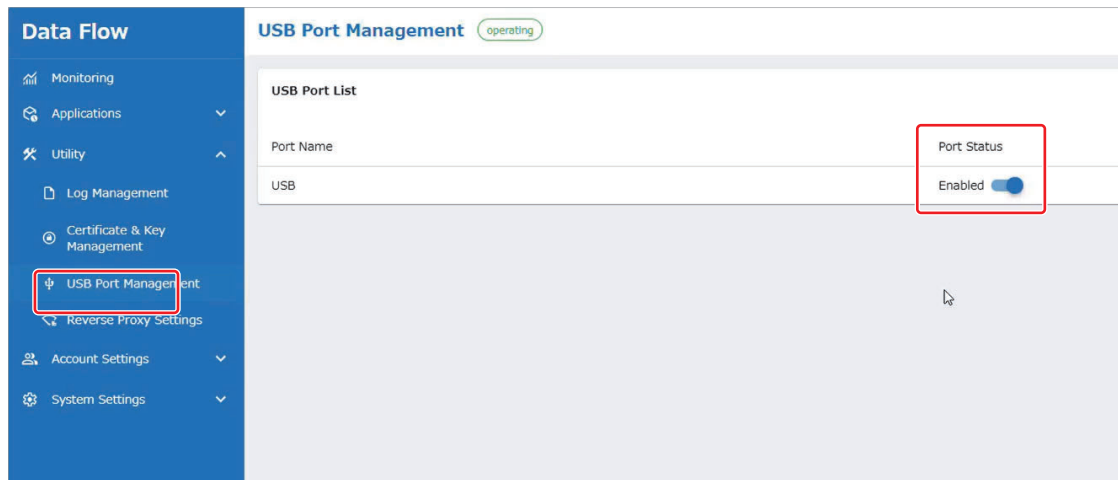 Data Flow
Monitoring
Applications
Utility
Log Management
Certificate & Key
Management
USB Port Management
Reverse Proxy Settings
Account Settings
System Settings
USB Port Management operating
USB Port List
Port Name Port Status
USB Enabled